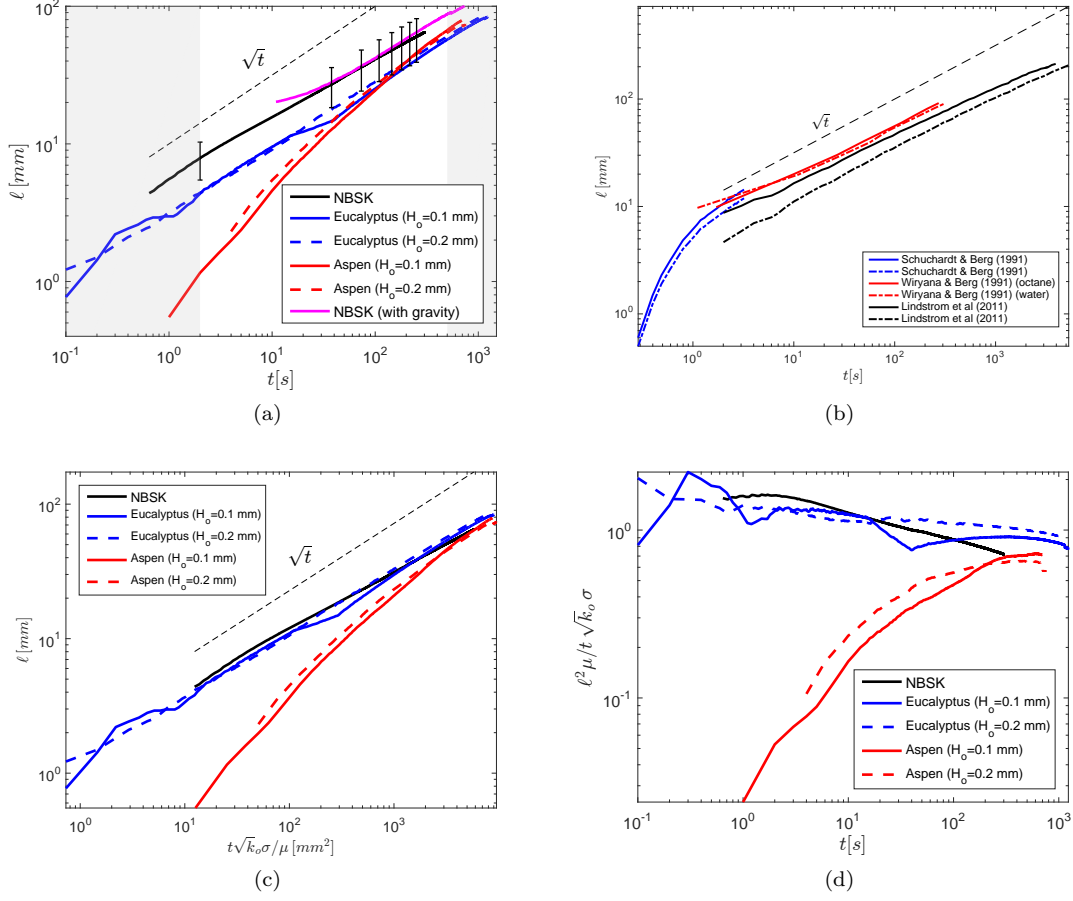 10^2
10^1
10^0
ℓ [mm]
√t
NBSK
Eucalyptus (H_o=0.1 mm)
Eucalyptus (H_o=0.2 mm)
Aspen (H_o=0.1 mm)
Aspen (H_o=0.2 mm)
NBSK (with gravity)
10^-1 10^0 10^1 10^2 10^3
t[s]
(a)
10^2
10^1
10^0
ℓ [mm]
√t
Schuchardt & Berg (1991)
Schuchardt & Berg (1991)
Wiryana & Berg (1991) (octane)
Wiryana & Berg (1991) (water)
Lindstrom et al (2011)
Lindstrom et al (2011)
10^0 10^1 10^2 10^3
t[s]
(b)
10^2
10^1
10^0
ℓ [mm]
NBSK
Eucalyptus (H_o=0.1 mm)
Eucalyptus (H_o=0.2 mm)
Aspen (H_o=0.1 mm)
Aspen (H_o=0.2 mm)
√t
10^0 10^1 10^2 10^3
t√k_o σ/μ [mm^2]
(c)
10^0
10^-1
ℓ^2 μ/t √k_o σ
NBSK
Eucalyptus (H_o=0.1 mm)
Eucalyptus (H_o=0.2 mm)
Aspen (H_o=0.1 mm)
Aspen (H_o=0.2 mm)
10^-1 10^0 10^1 10^2 10^3
t[s]
(d)